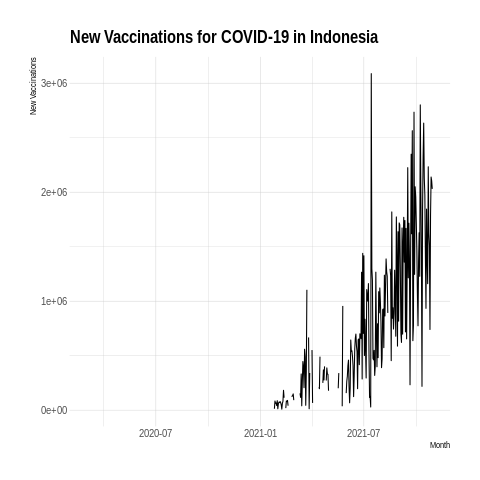 New Vaccinations for COVID-19 in Indonesia
New Vaccinations
3e+06
2e+06
1e+06
0e+00
2020-07
2021-01
2021-07
Month